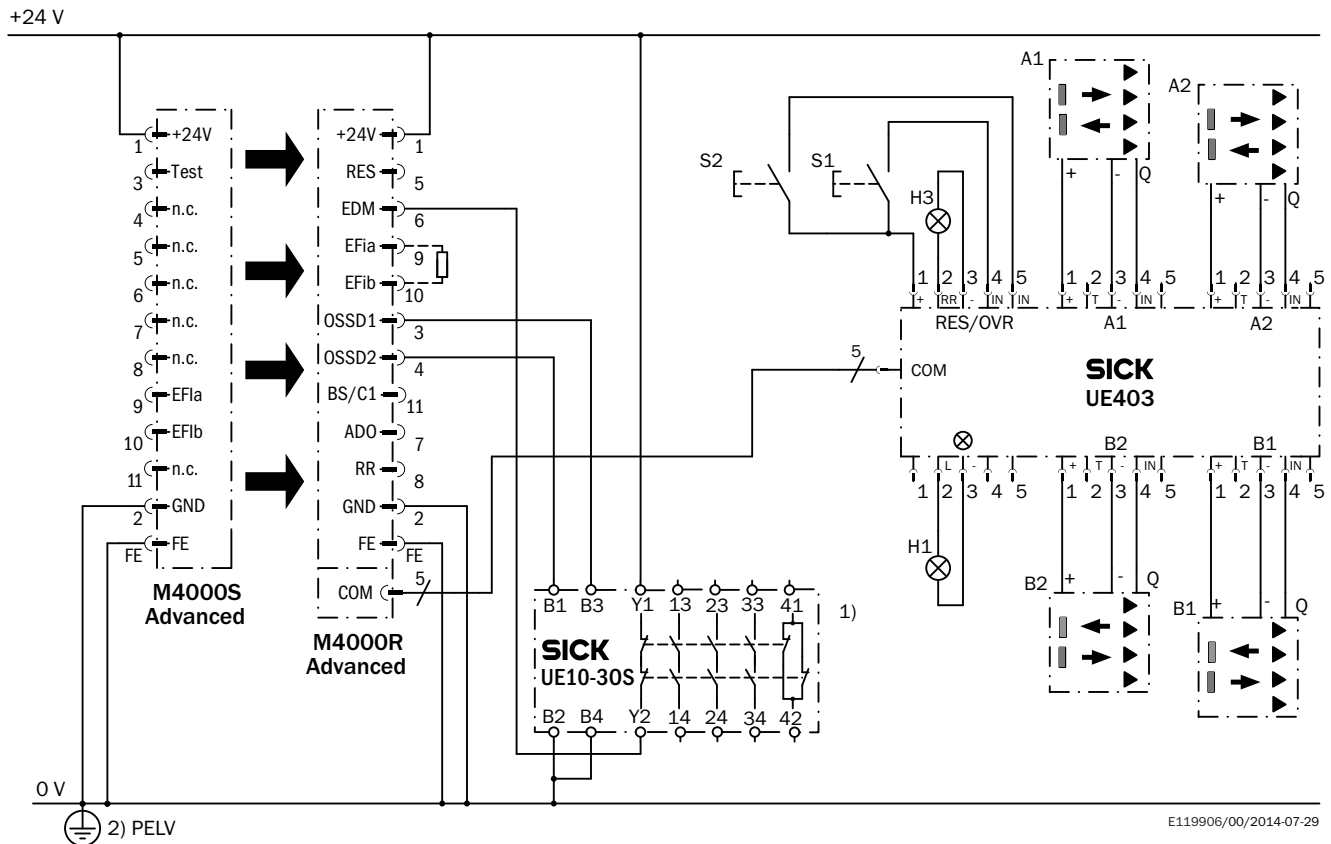 +24 V
A1
A2
+24V
1
Test
3
n.c.
4
n.c.
5
n.c.
6
n.c.
7
n.c.
8
EFIa
9
EFIb
10
n.c.
11
GND
2
FE
FE
M4000S
Advanced
+24V
1
RES
5
EDM
6
EFia
9
EFib
10
OSSD1
3
OSSD2
4
BS/C1
11
ADO
7
RR
8
GND
2
FE
FE
COM
5
M4000R
Advanced
S2
S1
H3
+ - Q
+ - Q
1 2 3 4 5
+ RR - IN IN
RES/OVR
1 2 3 4 5
+ T - IN
A1
1 2 3 4 5
+ T - IN
A2
5
COM
SICK
UE403
B2
B1
L -
1 2 3 4 5
+ T - IN
1 2 3 4 5
+ T - IN
1 2 3 4 5
H1
B2
+ - Q
B1
+ - Q
B1 B3 Y1 13 23 33 41
1)
SICK
UE10-30S
B2 B4 Y2 14 24 34 42
0 V
2) PELV
E119906/00/2014-07-29